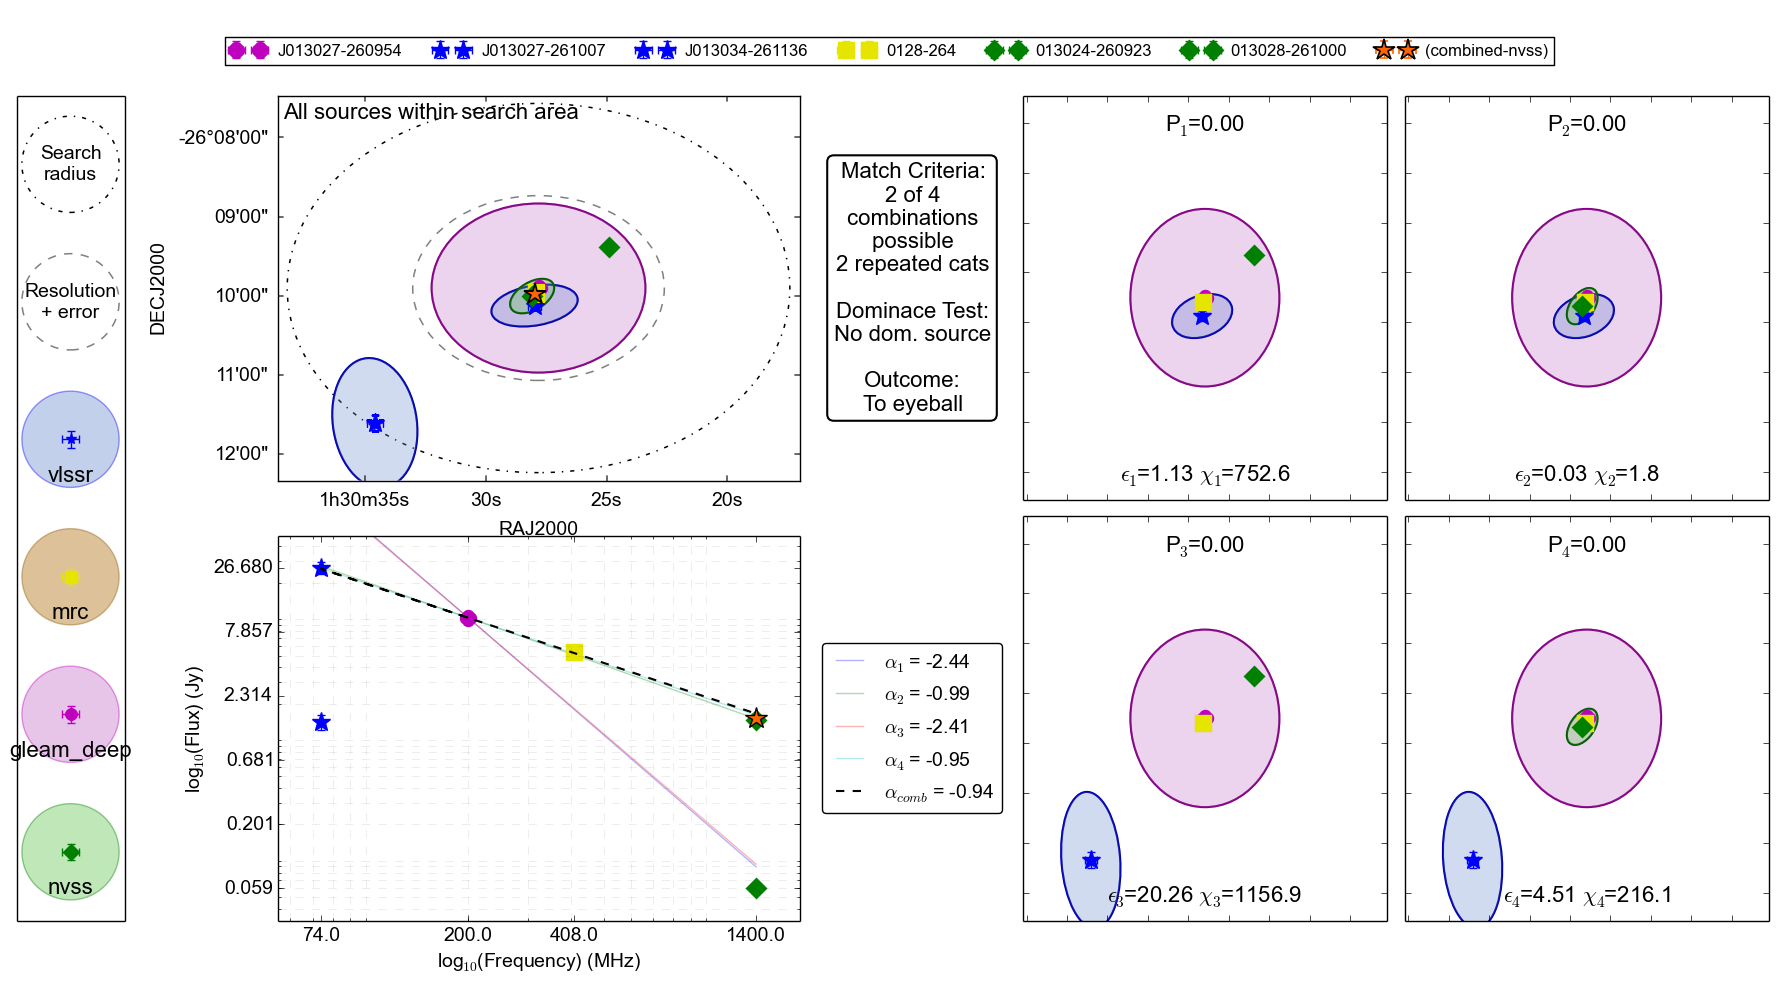 J013027-260954 J013027-261007 J013034-261136 0128-264 013024-260923 013028-261000 (combined-nvss)
Search
radius
Resolution
+ error
vlssr
mrc
gleam_deep
nvss
All sources within search area
DECJ2000
-26°08'00"
09'00"
10'00"
11'00"
12'00"
1h30m35s 30s 25s 20s
RAJ2000
Match Criteria:
2 of 4
combinations
possible
2 repeated cats
Dominace Test:
No dom. source
Outcome:
To eyeball
P1=0.00
ϵ1=1.13 χ1=752.6
P2=0.00
ϵ2=0.03 χ2=1.8
log10(Flux) (Jy)
26.680
7.857
2.314
0.681
0.201
0.059
74.0 200.0 408.0 1400.0
log10(Frequency) (MHz)
α1 = -2.44
α2 = -0.99
α3 = -2.41
α4 = -0.95
αcomb = -0.94
P3=0.00
ϵ3=20.26 χ3=1156.9
P4=0.00
ϵ4=4.51 χ4=216.1